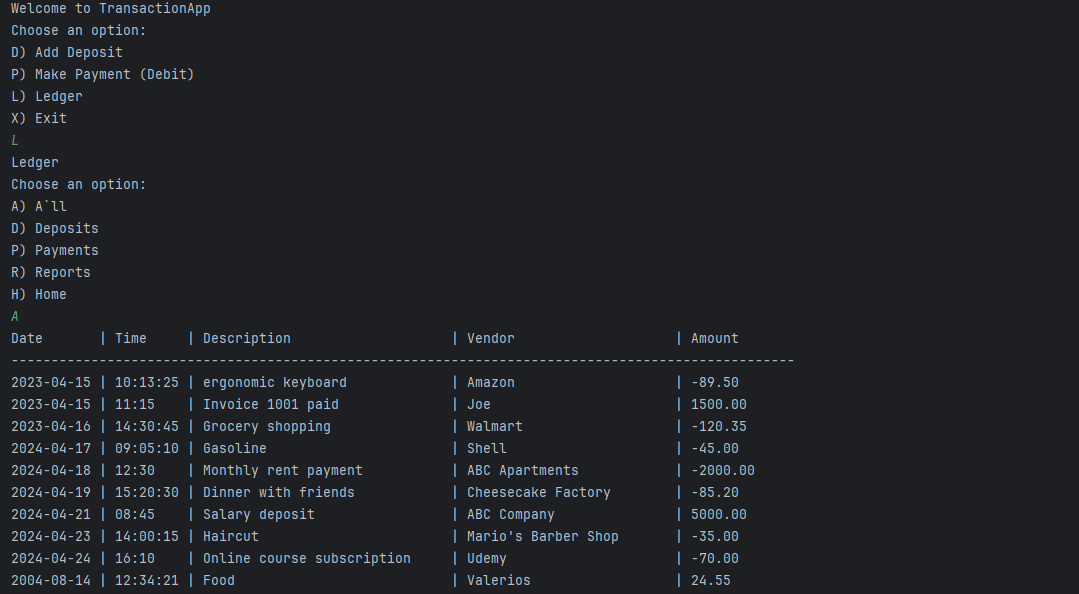 Welcome to TransactionApp
Choose an option:
D) Add Deposit
P) Make Payment (Debit)
L) Ledger
X) Exit
L
Ledger
Choose an option:
A) A`ll
D) Deposits
P) Payments
R) Reports
H) Home
A
Date       | Time     | Description                    | Vendor                    | Amount
--------------------------------------------------------------------------------------------------
2023-04-15 | 10:13:25 | ergonomic keyboard             | Amazon                    | -89.50
2023-04-15 | 11:15    | Invoice 1001 paid              | Joe                       | 1500.00
2023-04-16 | 14:30:45 | Grocery shopping               | Walmart                   | -120.35
2024-04-17 | 09:05:10 | Gasoline                       | Shell                     | -45.00
2024-04-18 | 12:30    | Monthly rent payment           | ABC Apartments            | -2000.00
2024-04-19 | 15:20:30 | Dinner with friends            | Cheesecake Factory        | -85.20
2024-04-21 | 08:45    | Salary deposit                 | ABC Company               | 5000.00
2024-04-23 | 14:00:15 | Haircut                        | Mario's Barber Shop       | -35.00
2024-04-24 | 16:10    | Online course subscription     | Udemy                     | -70.00
2004-08-14 | 12:34:21 | Food                           | Valerios                  | 24.55